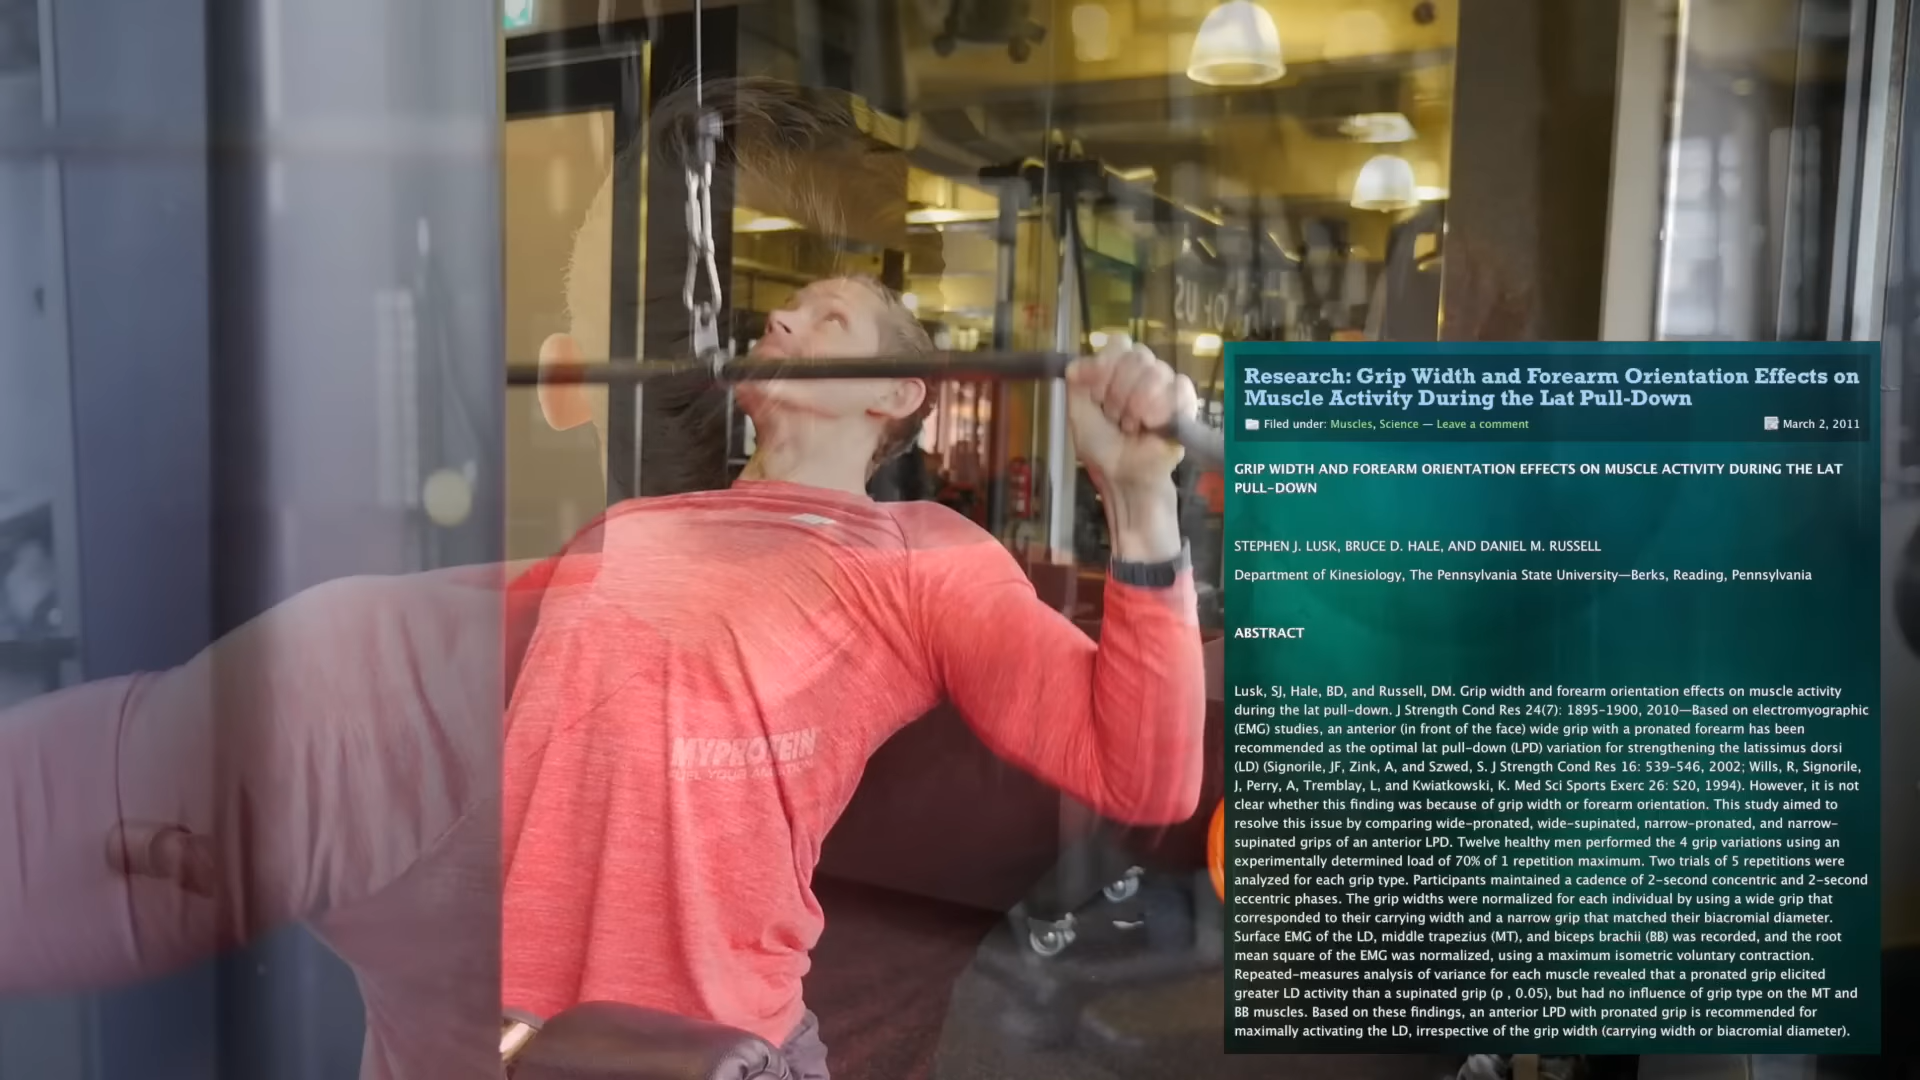 OF US
MYPROTEIN
FUEL YOUR AMBITION
Research: Grip Width and Forearm Orientation Effects on
Muscle Activity During the Lat Pull-Down
Filed under: Muscles, Science — Leave a comment
March 2, 2011
GRIP WIDTH AND FOREARM ORIENTATION EFFECTS ON MUSCLE ACTIVITY DURING THE LAT
PULL-DOWN
STEPHEN J. LUSK, BRUCE D. HALE, AND DANIEL M. RUSSELL
Department of Kinesiology, The Pennsylvania State University—Berks, Reading, Pennsylvania
ABSTRACT
Lusk, SJ, Hale, BD, and Russell, DM. Grip width and forearm orientation effects on muscle activity
during the lat pull-down. J Strength Cond Res 24(7): 1895–1900, 2010—Based on electromyographic
(EMG) studies, an anterior (in front of the face) wide grip with a pronated forearm has been
recommended as the optimal lat pull-down (LPD) variation for strengthening the latissimus dorsi
(LD) (Signorile, JF, Zink, A, and Szwed, S. J Strength Cond Res 16: 539–546, 2002; Wills, R, Signorile,
J, Perry, A, Tremblay, L, and Kwiatkowski, K. Med Sci Sports Exerc 26: S20, 1994). However, it is not
clear whether this finding was because of grip width or forearm orientation. This study aimed to
resolve this issue by comparing wide-pronated, wide-supinated, narrow-pronated, and narrow-
supinated grips of an anterior LPD. Twelve healthy men performed the 4 grip variations using an
experimentally determined load of 70% of 1 repetition maximum. Two trials of 5 repetitions were
analyzed for each grip type. Participants maintained a cadence of 2-second concentric and 2-second
eccentric phases. The grip widths were normalized for each individual by using a wide grip that
corresponded to their carrying width and a narrow grip that matched their biacromial diameter.
Surface EMG of the LD, middle trapezius (MT), and biceps brachii (BB) was recorded, and the root
mean square of the EMG was normalized, using a maximum isometric voluntary contraction.
Repeated-measures analysis of variance for each muscle revealed that a pronated grip elicited
greater LD activity than a supinated grip (p , 0.05), but had no influence of grip type on the MT and
BB muscles. Based on these findings, an anterior LPD with pronated grip is recommended for
maximally activating the LD, irrespective of the grip width (carrying width or biacromial diameter).